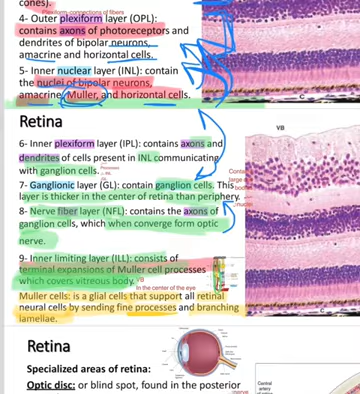 cones).
Plexiform-connections of fibers
4- Outer plexiform layer (OPL):
contains axons of photoreceptors and
dendrites of bipolar neurons,
amacrine and horizontal cells.
5- Inner nuclear layer (INL): contain
the nuclei of bipolar neurons,
amacrine, Muller, and horizontal cells.
Retina
6- Inner plexiform layer (IPL): contains axons and
dendrites of cells present in INL communicating
with ganglion cells.
7- Ganglionic layer (GL): contain ganglion cells. This
layer is thicker in the center of retina than periphery.
8- Nerve fiber layer (NFL): contains the axons of
ganglion cells, which when converge form optic
nerve.
9- Inner limiting layer (ILL): consists of
terminal expansions of Muller cell processes
which covers vitreous body.
VB
In the center of the eye
Muller cells: is a glial cells that support all retinal
neural cells by sending fine processes and branching
lamellae.
VB
Retina
Specialized areas of retina:
Optic disc: or blind spot, found in the posterior
Central
artery